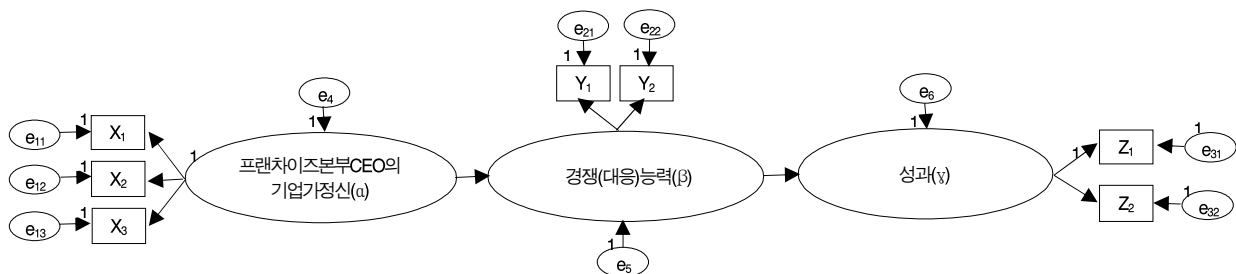 e₂₁
e₂₂
1
1
Y₁
Y₂
e₄
1
e₆
1
e₁₁
1
X₁
e₁₂
1
X₂
e₁₃
1
X₃
1
프랜차이즈본부CEO의
기업가정신(α)
경쟁(대응)능력(β)
1
e₅
성과(ɣ)
1
Z₁
1
e₃₁
Z₂
1
e₃₂